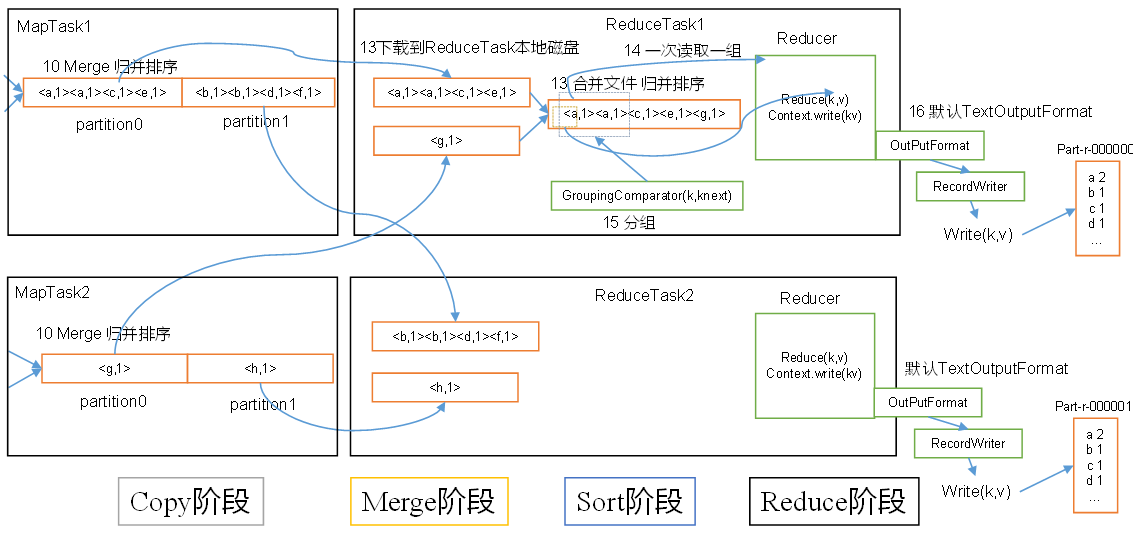 MapTask1
10 Merge 归并排序
<a,1><a,1><c,1><e,1>
<b,1><b,1><d,1><f,1>
partition0
partition1
ReduceTask1
13下载到ReduceTask本地磁盘
<a,1><a,1><c,1><e,1>
<g,1>
14 一次读取一组
13 合并文件 归并排序
<a,1><a,1><c,1><e,1><g,1>
GroupingComparator(k,knext)
15 分组
Reducer
Reduce(k,v)
Context.write(kv)
16 默认TextOutputFormat
OutPutFormat
RecordWriter
Write(k,v)
Part-r-000000
a 2
b 1
c 1
d 1
...
MapTask2
10 Merge 归并排序
<g,1>
<h,1>
partition0
partition1
ReduceTask2
<b,1><b,1><d,1><f,1>
<h,1>
Reducer
Reduce(k,v)
Context.write(kv)
默认TextOutputFormat
OutPutFormat
RecordWriter
Write(k,v)
Part-r-000001
a 2
b 1
c 1
d 1
...
Copy阶段
Merge阶段
Sort阶段
Reduce阶段